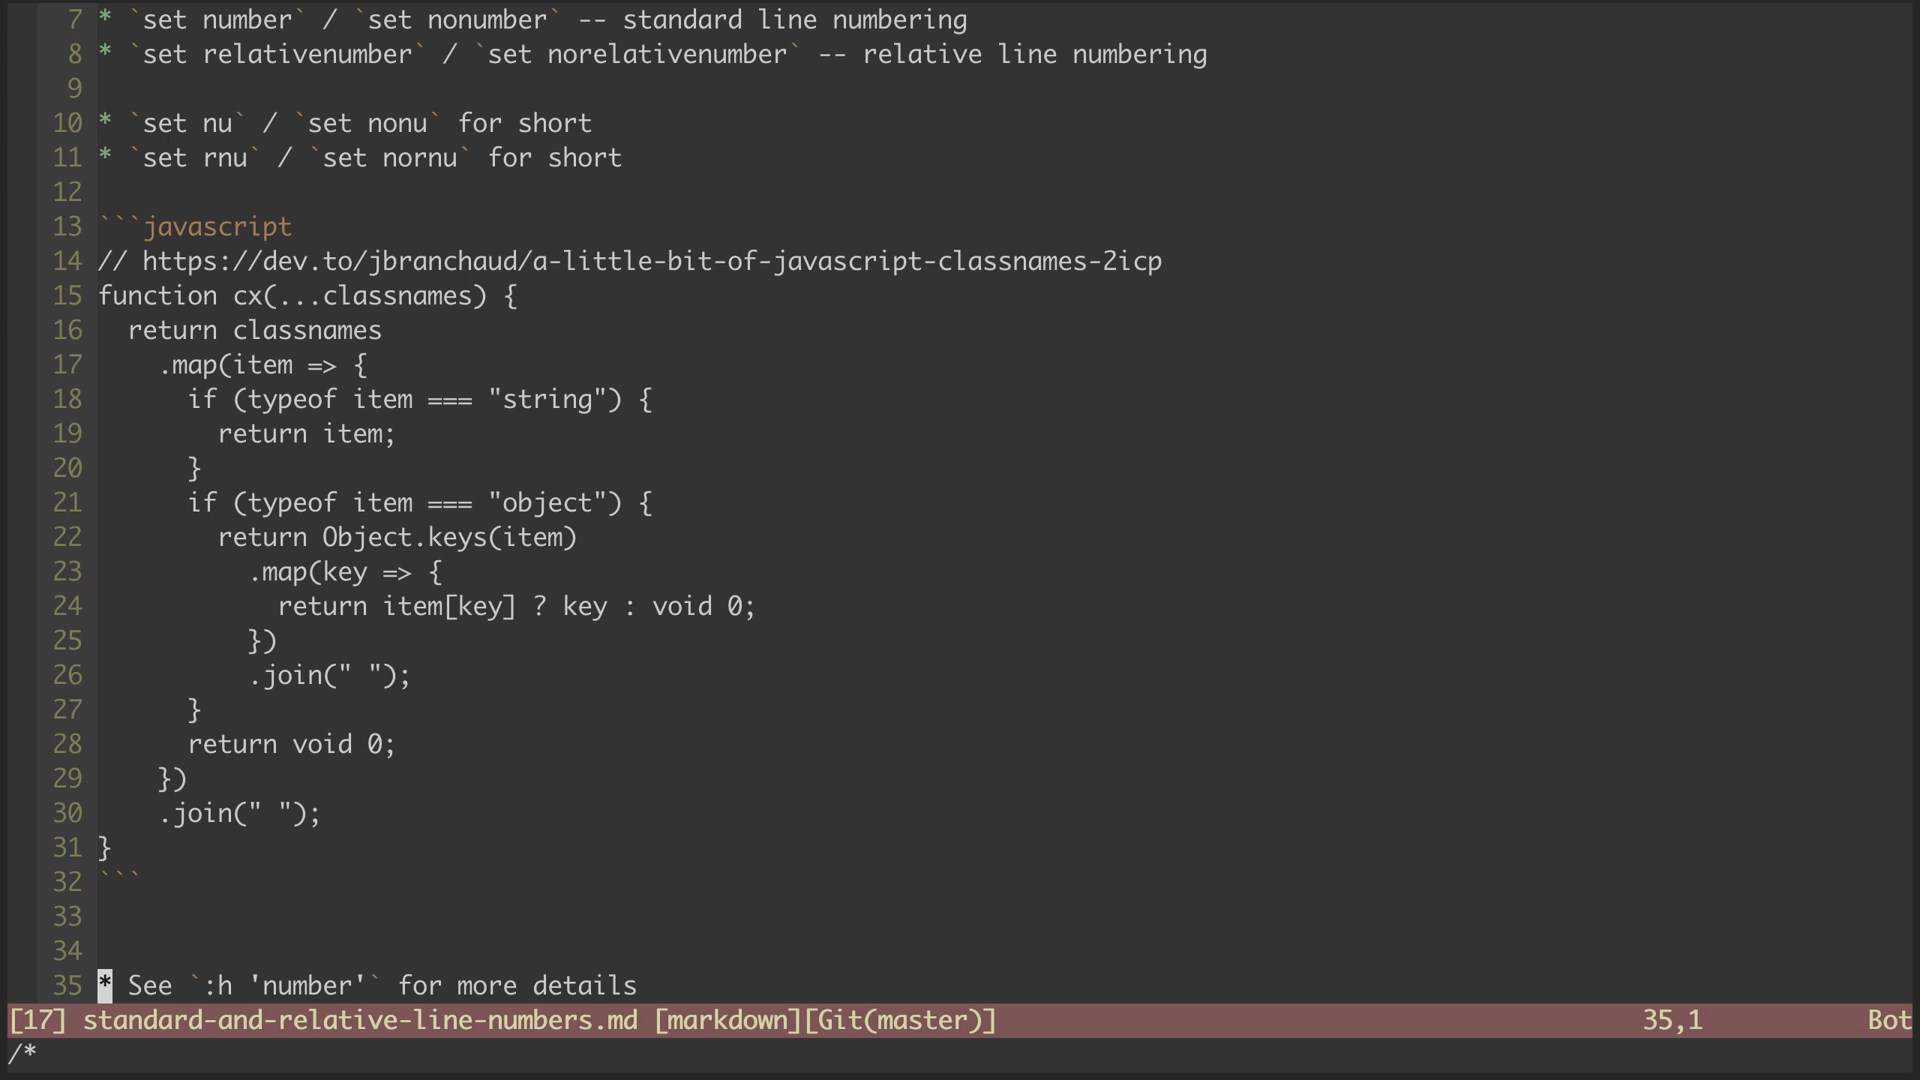 7 * `set number` / `set nonumber` -- standard line numbering
8 * `set relativenumber` / `set norelativenumber` -- relative line numbering
9
10 * `set nu` / `set nonu` for short
11 * `set rnu` / `set nornu` for short
12
13 ```javascript
14 // https://dev.to/jbranchaud/a-little-bit-of-javascript-classnames-2icp
15 function cx(...classnames) {
16   return classnames
17     .map(item => {
18       if (typeof item === "string") {
19         return item;
20       }
21       if (typeof item === "object") {
22         return Object.keys(item)
23           .map(key => {
24             return item[key] ? key : void 0;
25           })
26           .join(" ");
27       }
28       return void 0;
29     })
30     .join(" ");
31 }
32 ```
33
34
35 * See `:h 'number'` for more details
[17] standard-and-relative-line-numbers.md [markdown][Git(master)] 35,1 Bot
/*